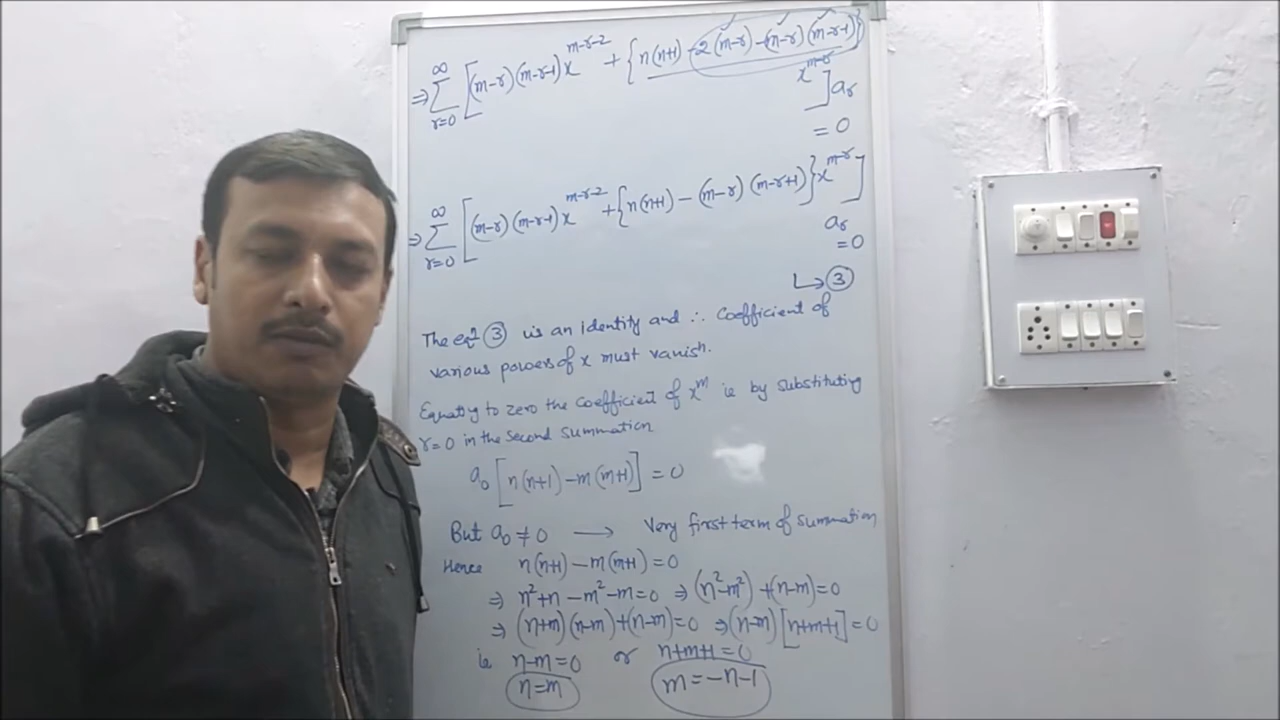 ⇒ ∑_{r=0}^{∞} [(m-r)(m-r-1)x^{m-r-2} + {n(n+1) - 2(m-r) - (m-r)(m-r-1)}
x^{m-r}] a_r
= 0
⇒ ∑_{r=0}^{∞} [(m-r)(m-r-1)x^{m-r-2} + {n(n+1) - (m-r)(m-r+1)}x^{m-r}]
a_r
= 0
↳ ③
The eqⁿ ③ is an identity and ∴ Coefficient of
various powers of x must vanish.
Equating to zero the Coefficient of x^m ie by substituting
r=0 in the second summation
a_0 [n(n+1) - m(m+1)] = 0
But a_0 ≠ 0 ⟶ Very first term of summation
Hence n(n+1) - m(m+1) = 0
⇒ n²+n - m²-m=0 ⇒ (n²-m²) + (n-m) = 0
⇒ (n+m)(n-m) + (n-m) = 0 ⇒ (n-m)[n+m+1] = 0
ie n-m=0 or n+m+1=0
n=m m=-n-1